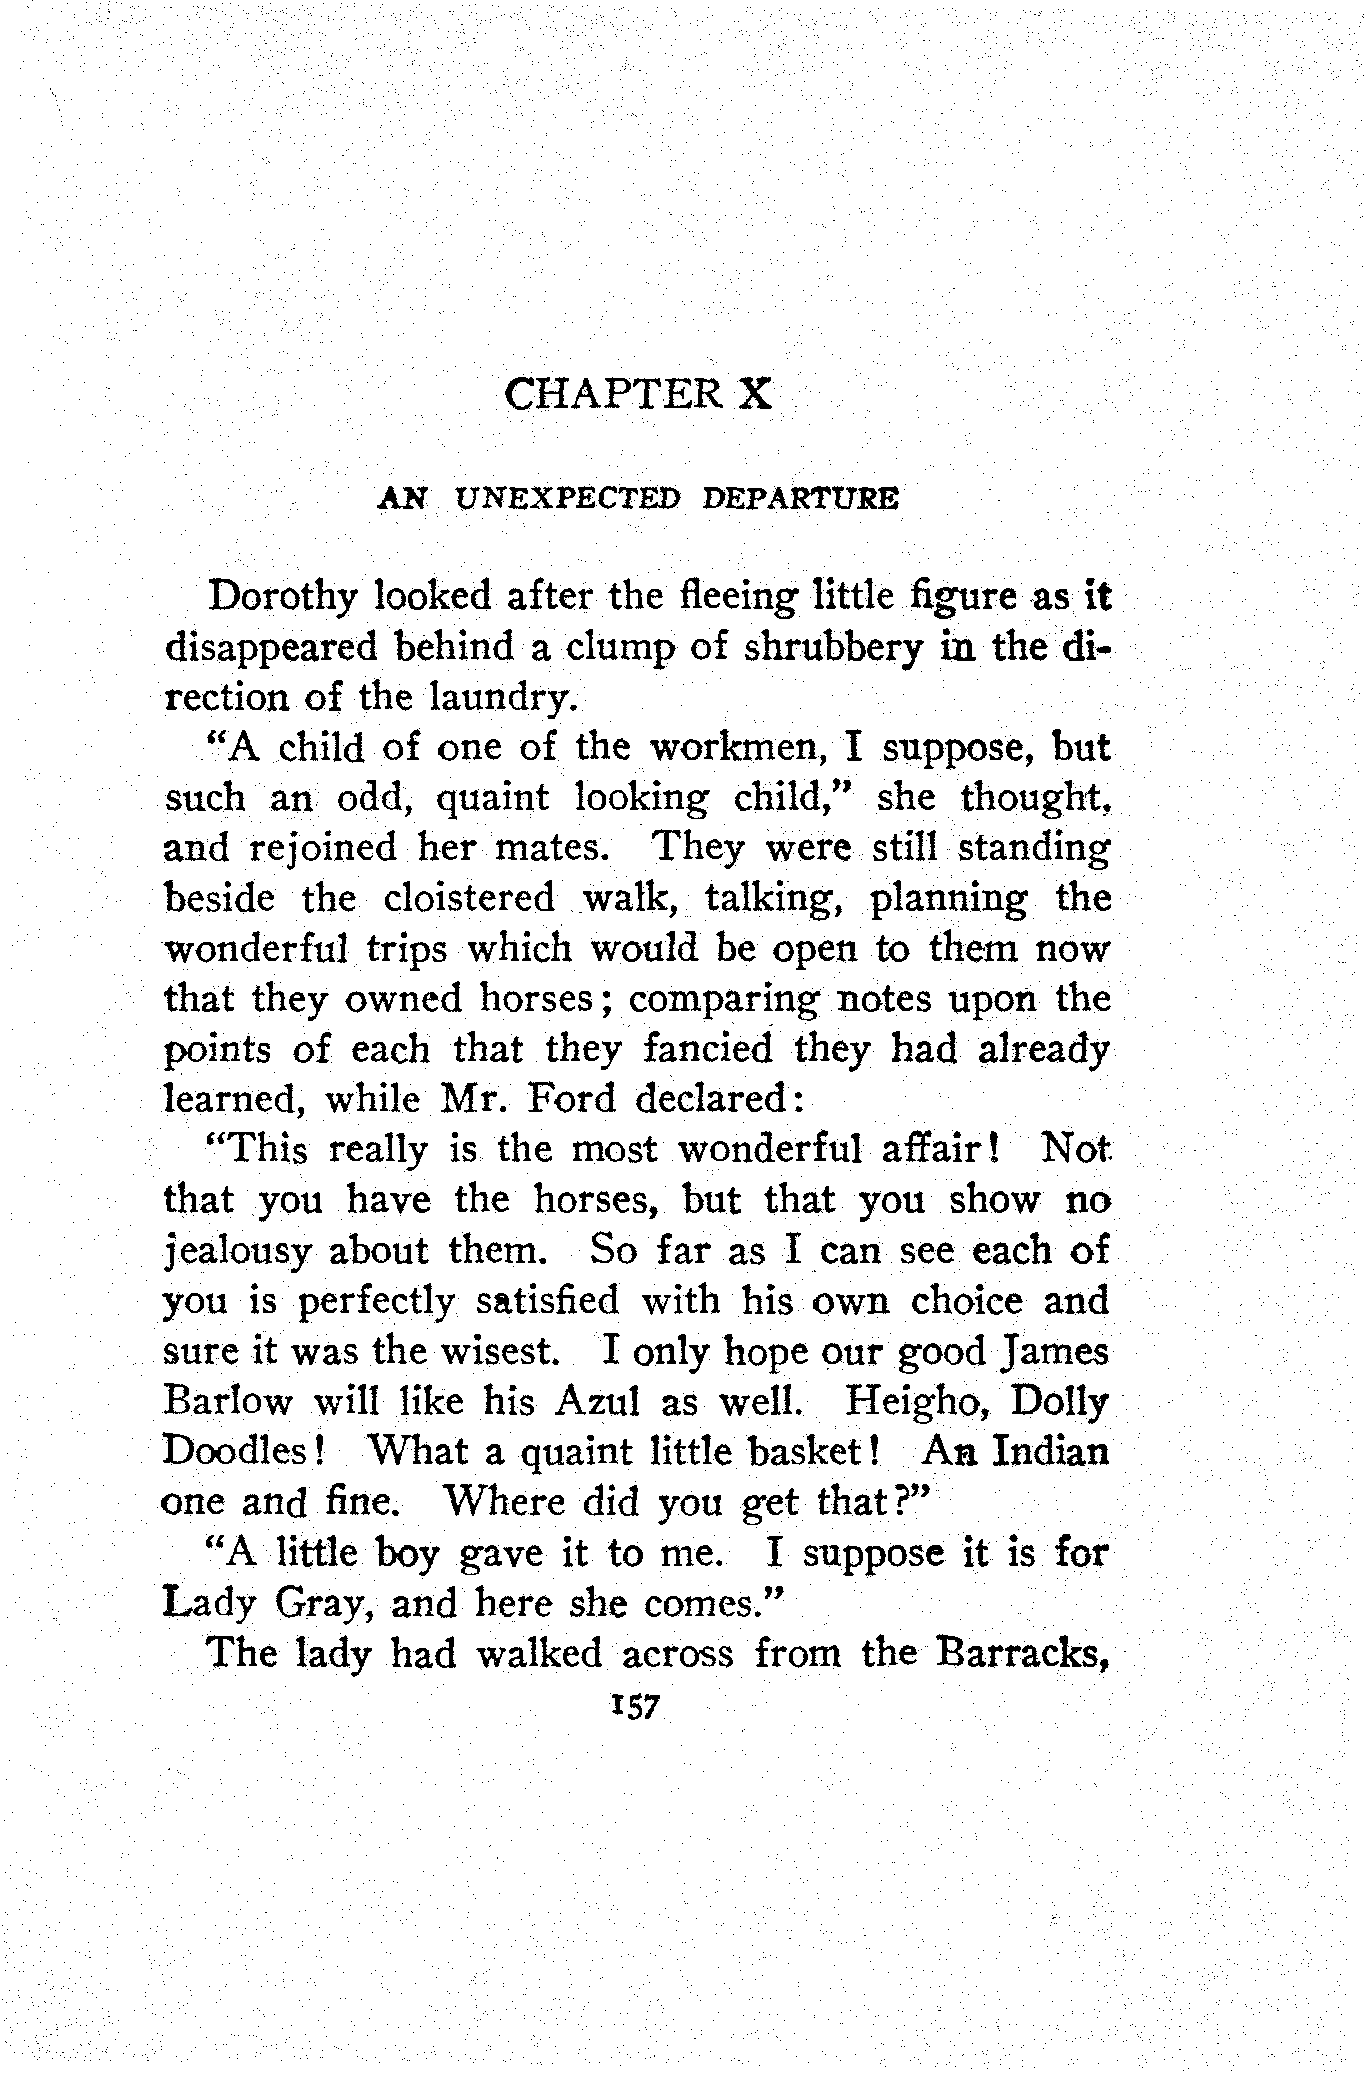 CHAPTER X
AN UNEXPECTED DEPARTURE
Dorothy looked after the fleeing little figure as it
disappeared behind a clump of shrubbery in the di-
rection of the laundry.
“A child of one of the workmen, I suppose, but
such an odd, quaint looking child,” she thought,
and rejoined her mates. They were still standing
beside the cloistered walk, talking, planning the
wonderful trips which would be open to them now
that they owned horses; comparing notes upon the
points of each that they fancied they had already
learned, while Mr. Ford declared:
“This really is the most wonderful affair! Not
that you have the horses, but that you show no
jealousy about them. So far as I can see each of
you is perfectly satisfied with his own choice and
sure it was the wisest. I only hope our good James
Barlow will like his Azul as well. Heigho, Dolly
Doodles! What a quaint little basket! An Indian
one and fine. Where did you get that?”
“A little boy gave it to me. I suppose it is for
Lady Gray, and here she comes.”
The lady had walked across from the Barracks,
157